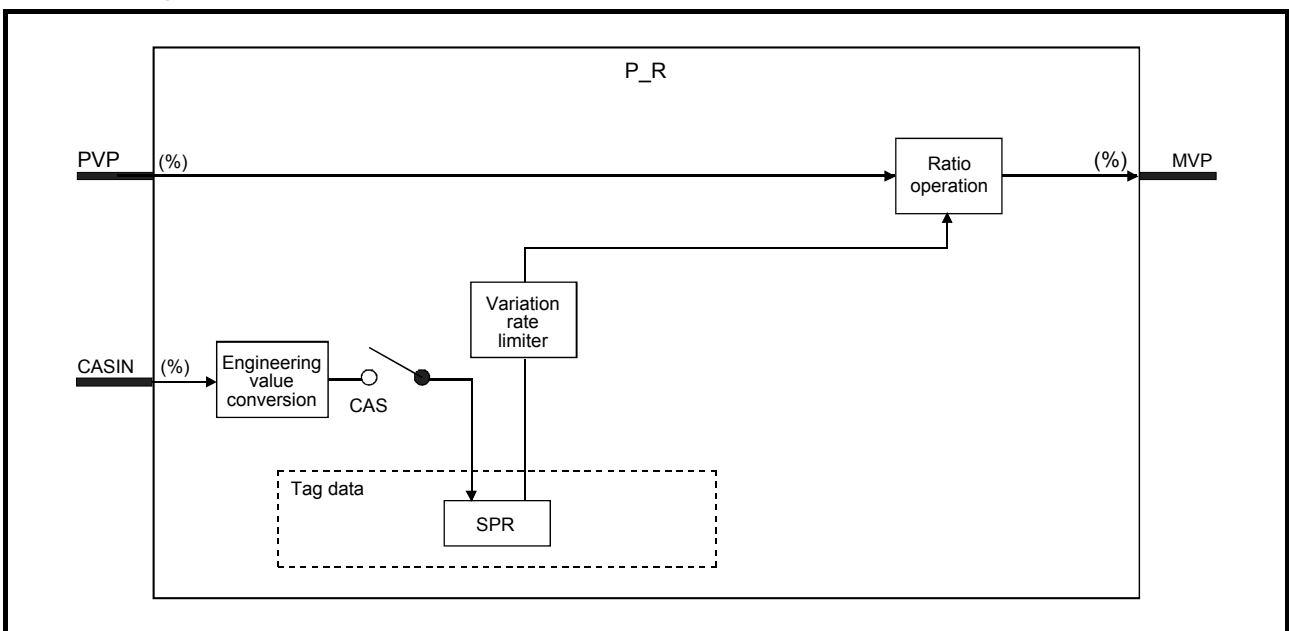 P_R
PVP
(%)
Ratio
operation
(%)
MVP
Variation
rate
limiter
CASIN
(%)
Engineering
value
conversion
CAS
Tag data
SPR